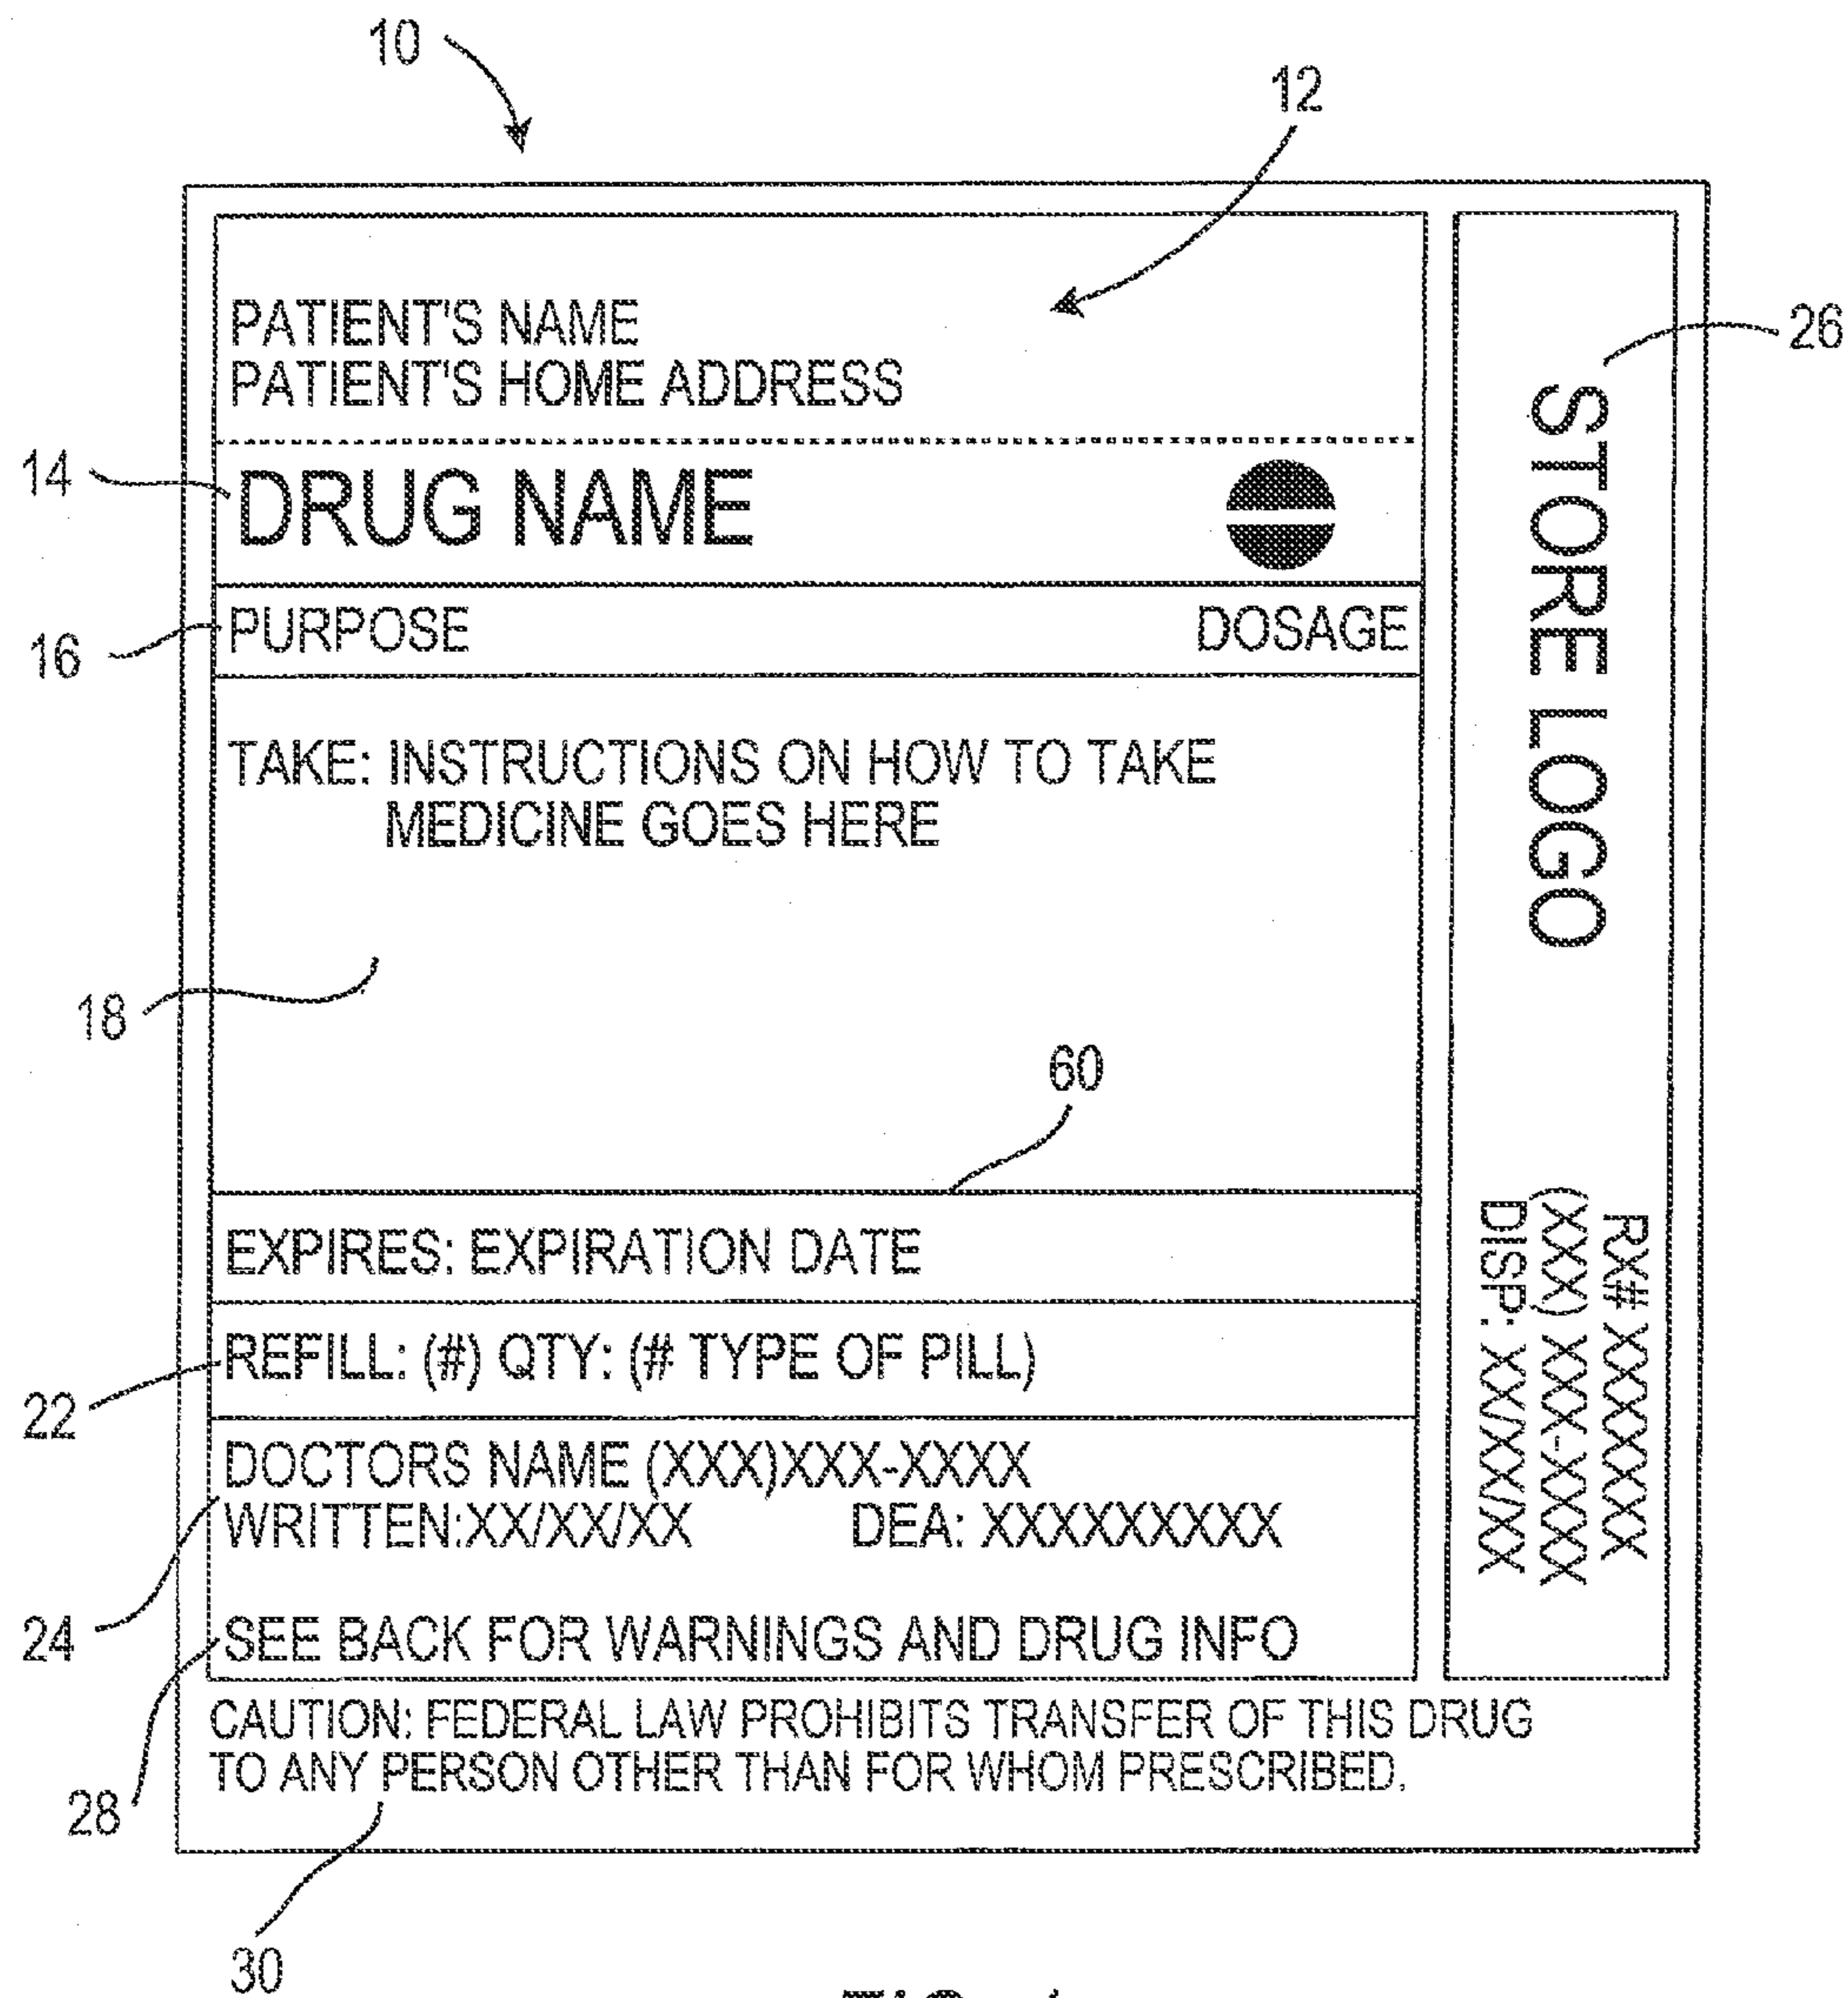 10
12
PATIENT'S NAME
PATIENT'S HOME ADDRESS
14
DRUG NAME
16
PURPOSE DOSAGE
TAKE: INSTRUCTIONS ON HOW TO TAKE
MEDICINE GOES HERE
18
60
EXPIRES: EXPIRATION DATE
22
REFILL: (#) QTY: (# TYPE OF PILL)
24
DOCTORS NAME (XXX)XXX-XXXX
WRITTEN:XX/XX/XX DEA: XXXXXXXXX
28
SEE BACK FOR WARNINGS AND DRUG INFO
26
STORE LOGO
RX# XXXXXXX
(XXX) XXX-XXXX
DISP: XX/XX/XX
CAUTION: FEDERAL LAW PROHIBITS TRANSFER OF THIS DRUG
TO ANY PERSON OTHER THAN FOR WHOM PRESCRIBED.
30